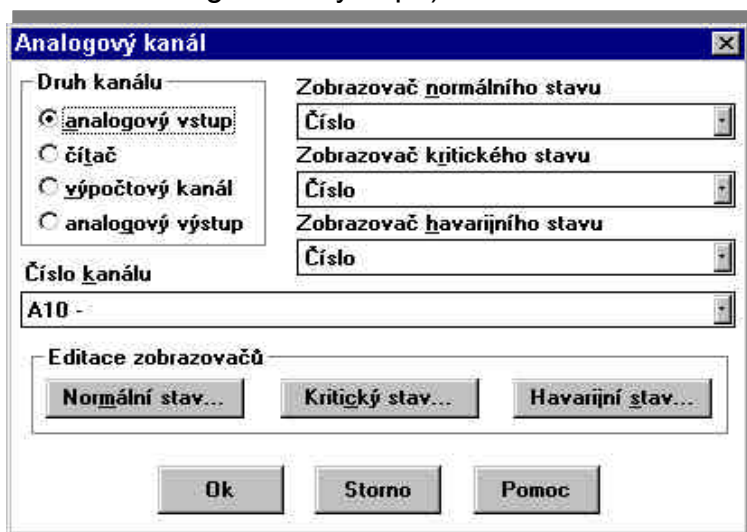 Analogový kanál
Druh kanálu
analogový vstup
čítač
výpočtový kanál
analogový výstup
Zobrazovač normálního stavu
Číslo
Zobrazovač kritického stavu
Číslo
Zobrazovač havarijního stavu
Číslo
Číslo kanálu
A10 -
Editace zobrazovačů
Normální stav... Kritický stav... Havarijní stav...
Ok Storno Pomoc